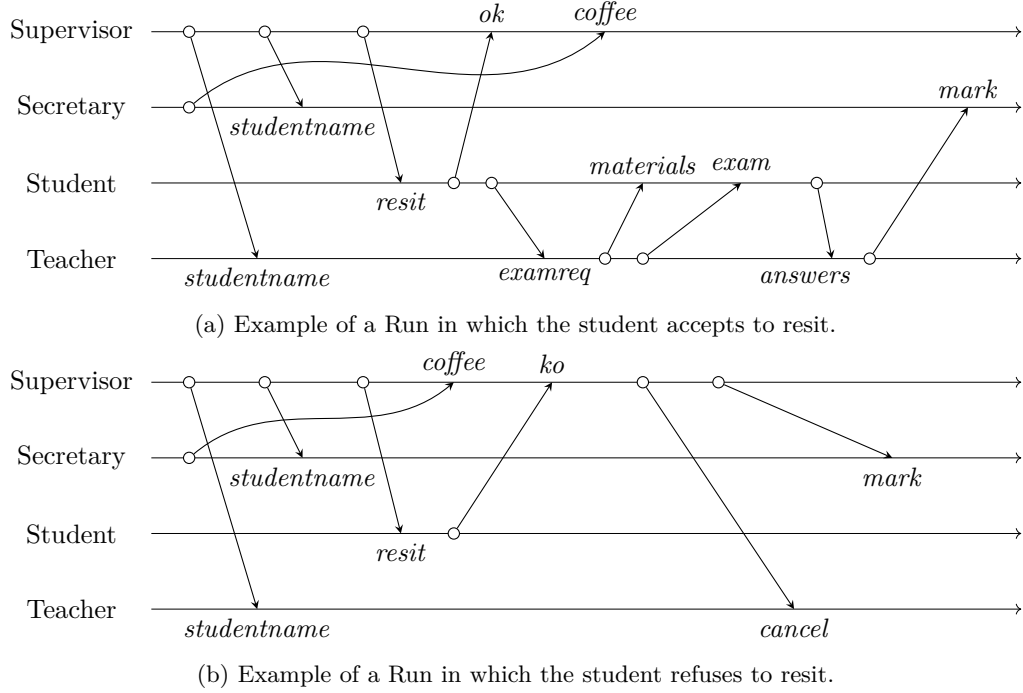 ok coffee
Supervisor
Secretary mark
studentname
materials exam
Student
resit
Teacher
studentname examreq answers
(a) Example of a Run in which the student accepts to resit.
coffee ko
Supervisor
Secretary
studentname mark
Student
resit
Teacher
studentname cancel
(b) Example of a Run in which the student refuses to resit.